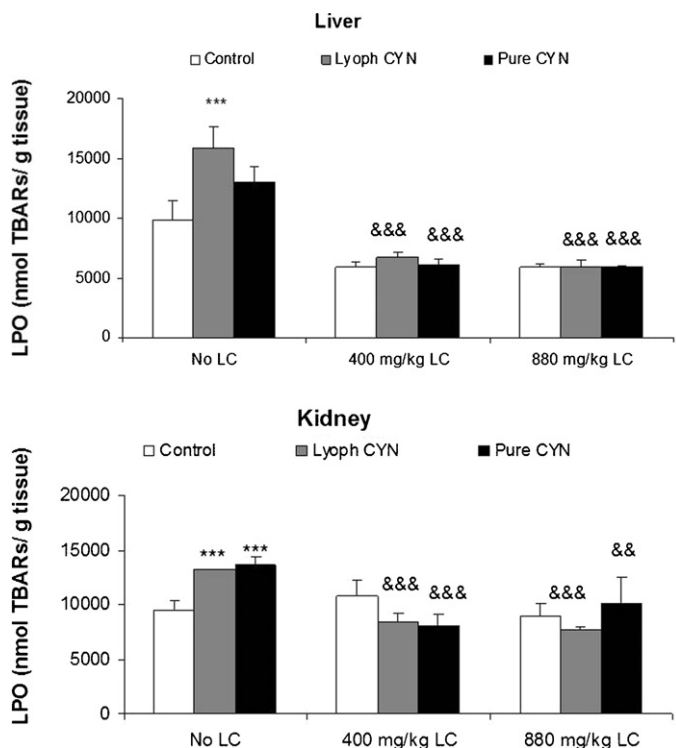 Liver
Control Lyoph CYN Pure CYN
LPO (nmol TBARs/ g tissue)
20000
15000
10000
5000
0
***
&&& &&&
&&& &&&
No LC 400 mg/kg LC 880 mg/kg LC
Kidney
Control Lyoph CYN Pure CYN
LPO (nmol TBARs/ g tissue)
20000
15000
10000
5000
0
*** ***
&&& &&&
&&& &&
No LC 400 mg/kg LC 880 mg/kg LC